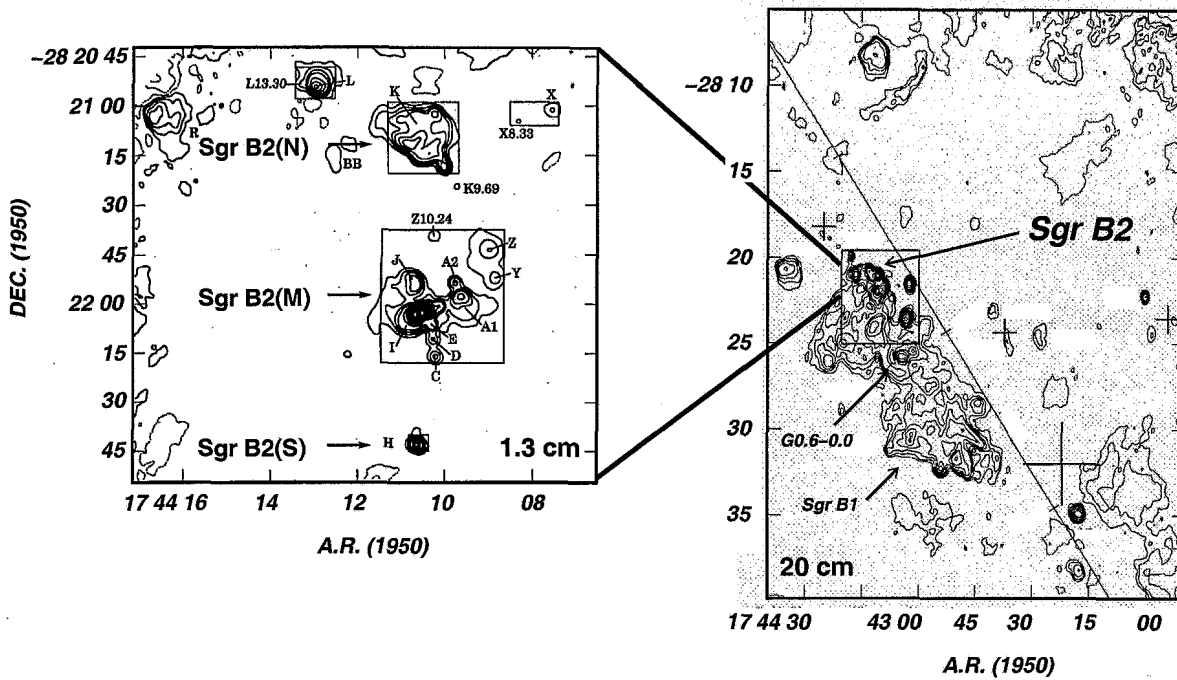 −28 20 45
21 00
15
30
45
22 00
15
30
45
DEC. (1950)
17 44 16
14
12
10
08
A.R. (1950)
L13.30
L
R
K
X
X8.33
Sgr B2(N)
BB
K9.69
Z10.24
Z
J
A2
Y
Sgr B2(M)
A1
I
E
D
C
Sgr B2(S)
H
1.3 cm
−28 10
15
20
25
30
35
Sgr B2
G0.6−0.0
Sgr B1
20 cm
17 44 30
43 00
45
30
15
00
A.R. (1950)